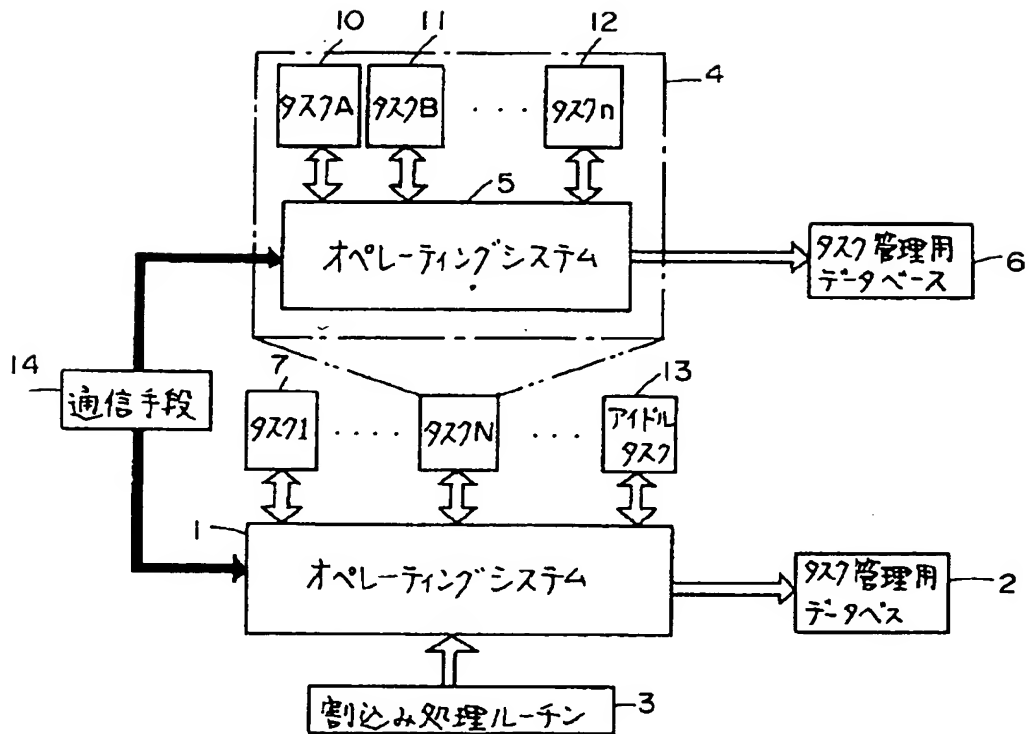 10 11 12
タスクA タスクB ・・・ タスクn
4
5
オペレーティングシステム
タスク管理用
データベース
6
14
通信手段
7 13
タスク1 ・・・・ タスクN ・・・ アイドル
タスク
1
オペレーティングシステム
タスク管理用
データベス
2
割込み処理ルーチン
3